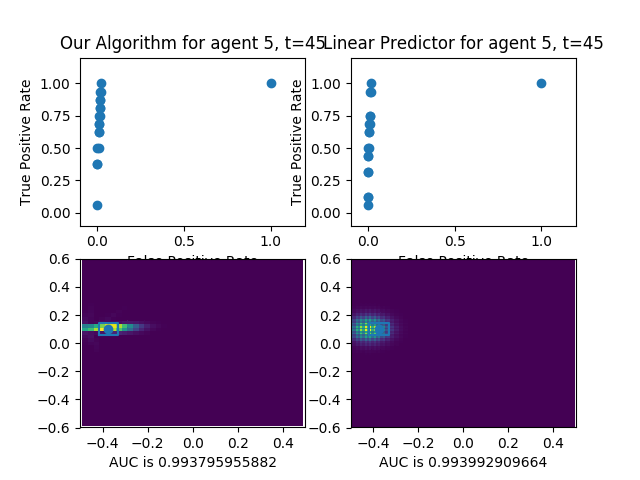 Our Algorithm for agent 5, t=45
Linear Predictor for agent 5, t=45
True Positive Rate
1.00
0.75
0.50
0.25
0.00
0.0 0.5 1.0
False Positive Rate
True Positive Rate
1.00
0.75
0.50
0.25
0.00
0.0 0.5 1.0
False Positive Rate
0.6
0.4
0.2
0.0
−0.2
−0.4
−0.6
−0.4 −0.2 0.0 0.2 0.4
AUC is 0.993795955882
0.6
0.4
0.2
0.0
−0.2
−0.4
−0.6
−0.4 −0.2 0.0 0.2 0.4
AUC is 0.993992909664